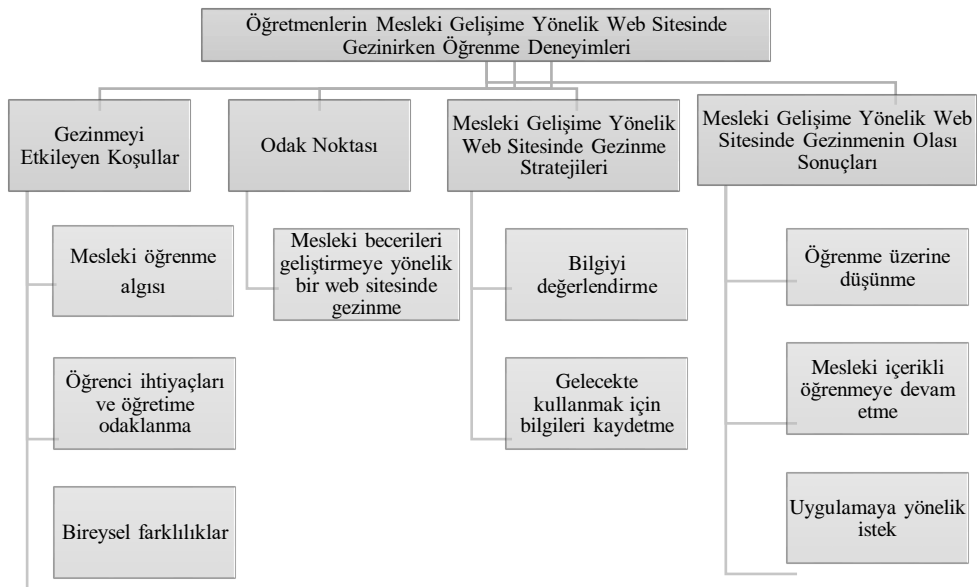 Öğretmenlerin Mesleki Gelişime Yönelik Web Sitesinde
Gezinirken Öğrenme Deneyimleri
Gezinmeyi
Etkileyen Koşullar
Mesleki öğrenme
algısı
Öğrenci ihtiyaçları
ve öğretime
odaklanma
Bireysel farklılıklar
Odak Noktası
Mesleki becerileri
geliştirmeye yönelik
bir web sitesinde
gezinme
Mesleki Gelişime Yönelik
Web Sitesinde Gezinme
Stratejileri
Bilgiyi
değerlendirme
Gelecekte
kullanmak için
bilgileri kaydetme
Mesleki Gelişime Yönelik Web
Sitesinde Gezinmenin Olası
Sonuçları
Öğrenme üzerine
düşünme
Mesleki içerikli
öğrenmeye devam
etme
Uygulamaya yönelik
istek